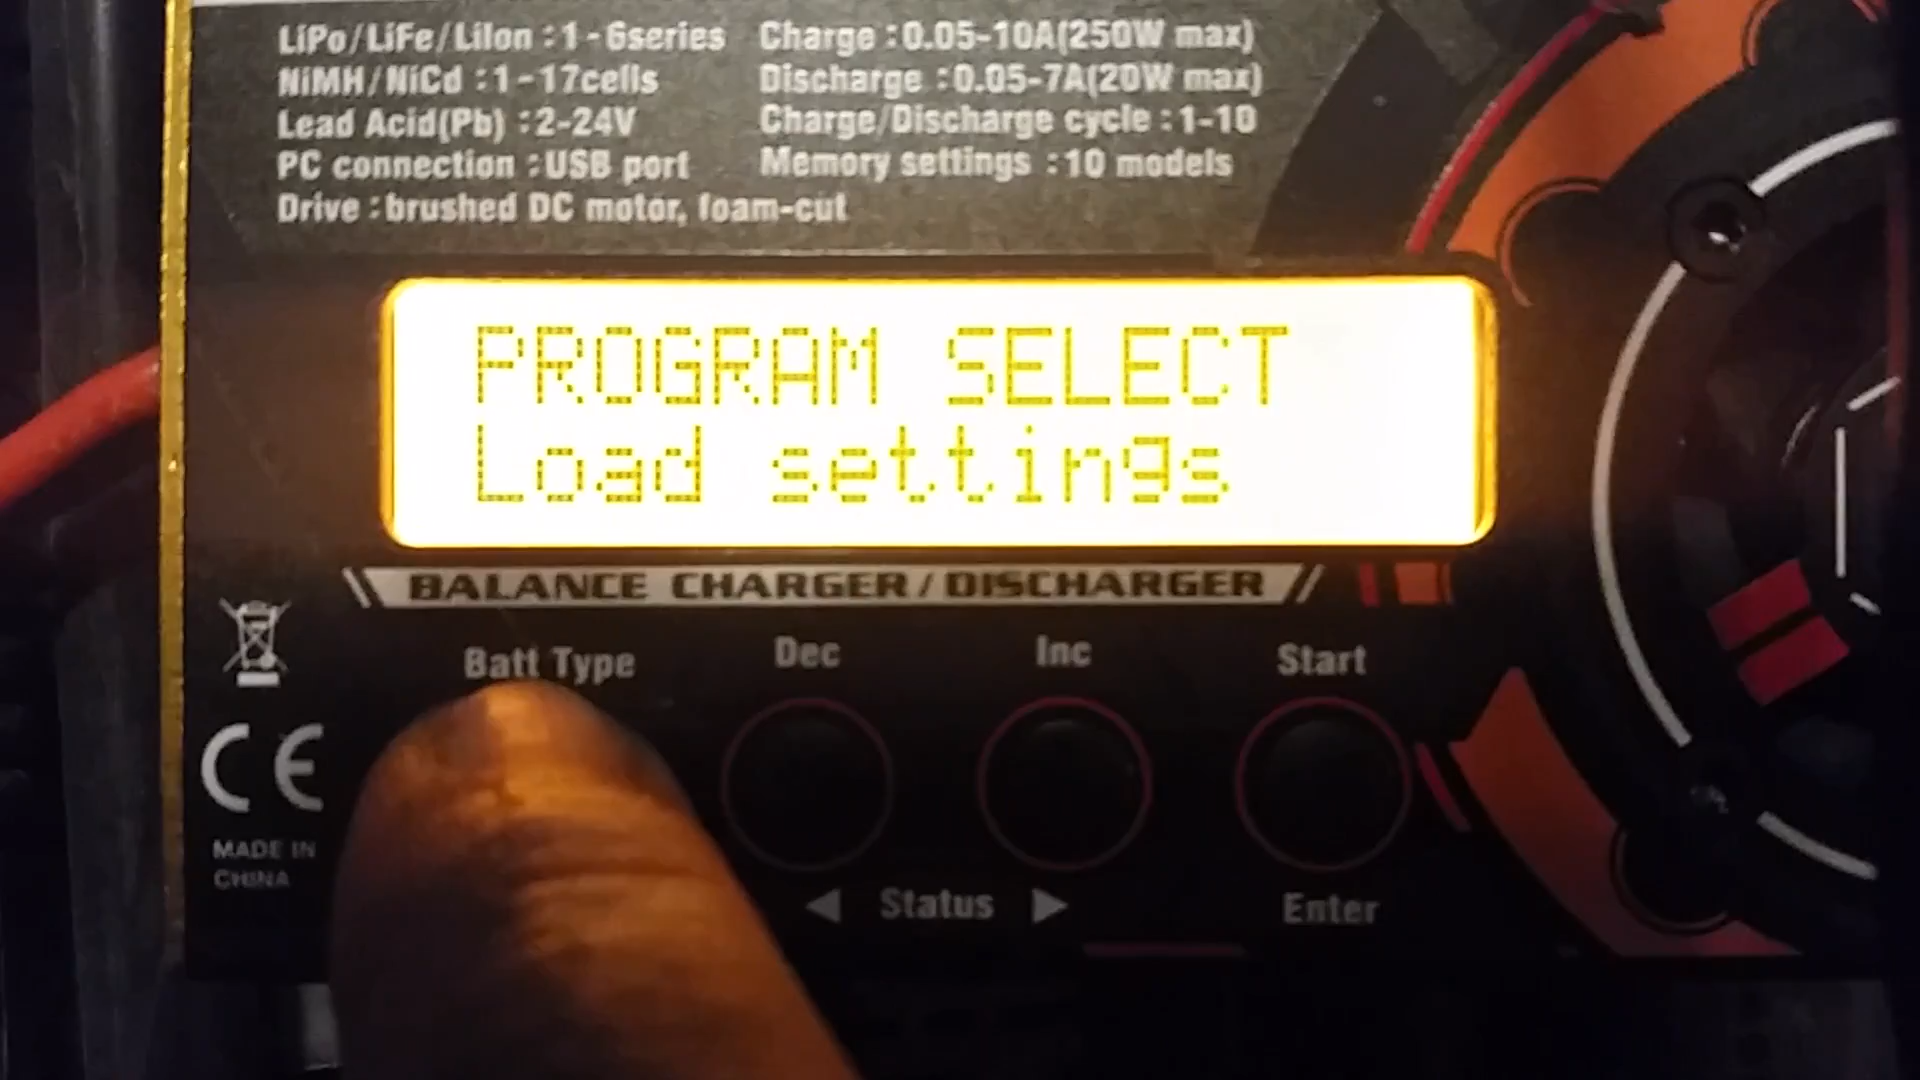 LiPo/LiFe/LiIon :1-6series Charge :0.05-10A(250W max)
NiMH/NiCd :1-17cells Discharge :0.05-7A(20W max)
Lead Acid(Pb) :2-24V Charge/Discharge cycle :1-10
PC connection :USB port Memory settings :10 models
Drive :brushed DC motor, foam-cut
PROGRAM SELECT
Load settings
BALANCE CHARGER/DISCHARGER
Batt Type Dec Inc Start
CE
MADE IN
CHINA
◀ Status ▶ Enter